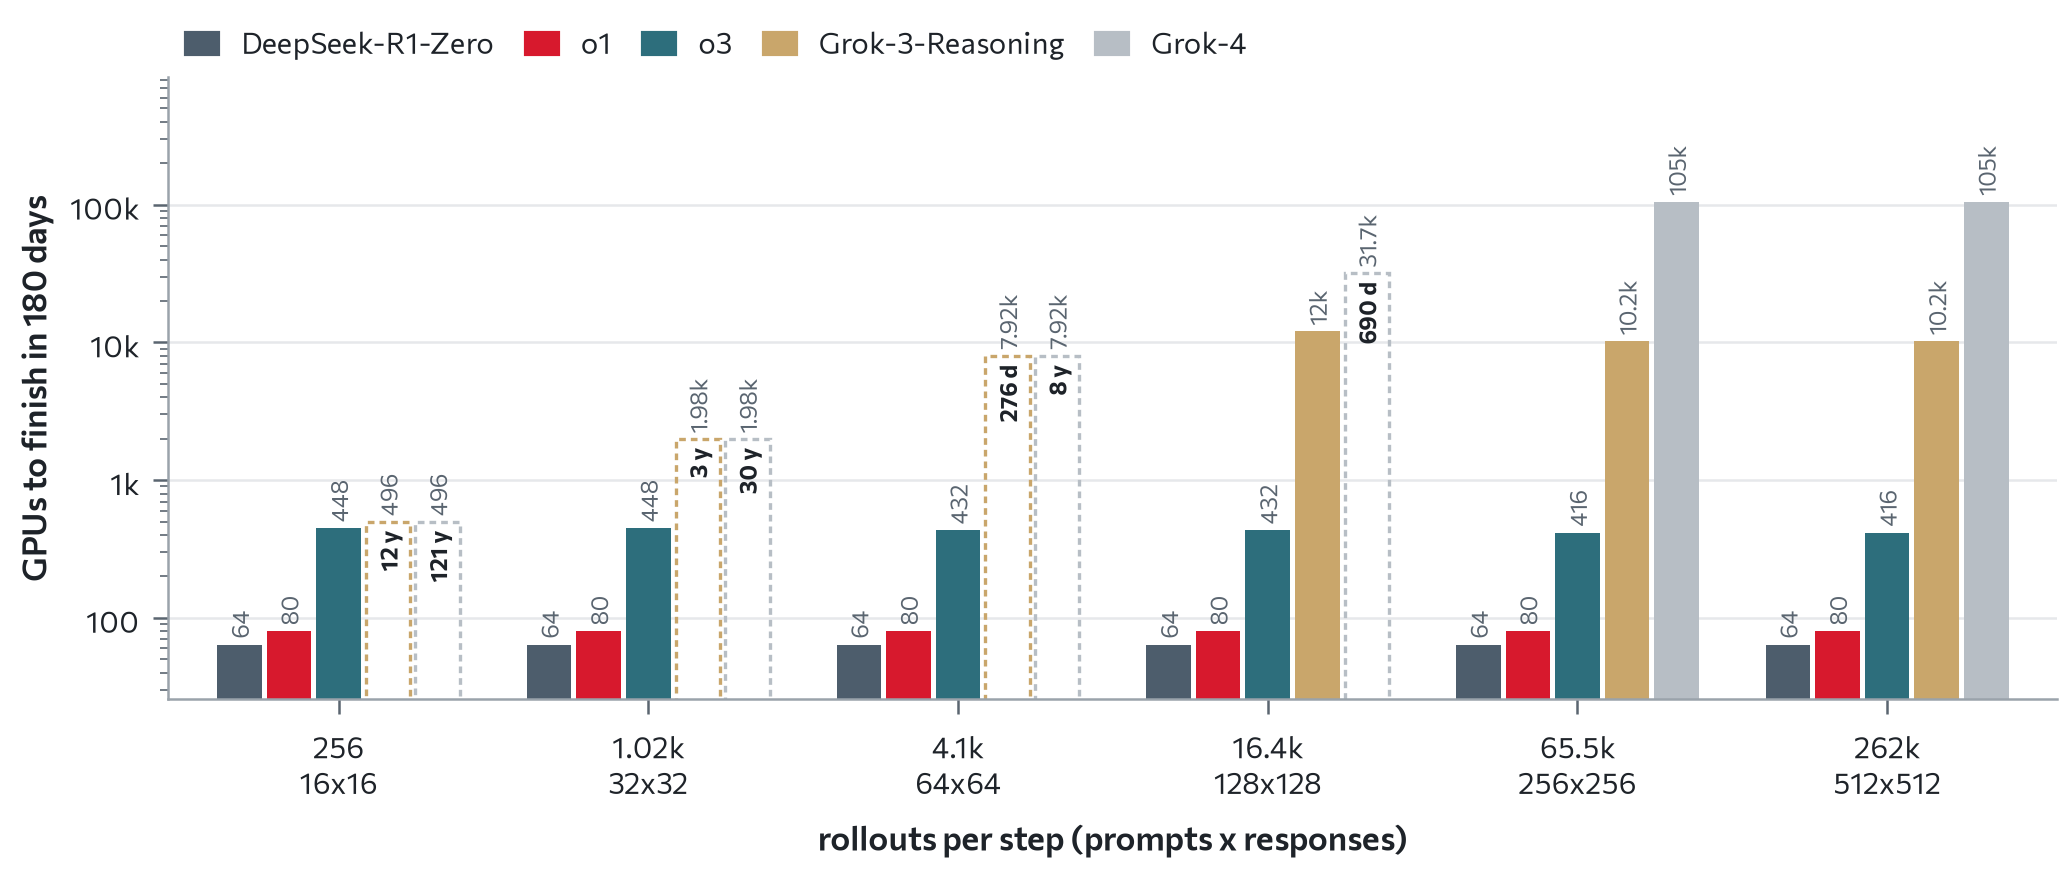 DeepSeek-R1-Zero o1 o3 Grok-3-Reasoning Grok-4
GPUs to finish in 180 days
100k
10k
1k
100
64 80 448 496 12 y 496 121 y
64 80 448 1.98k 3 y 1.98k 30 y
64 80 432 7.92k 276 d 7.92k 8 y
64 80 432 12k 31.7k 690 d
64 80 416 10.2k 105k
64 80 416 10.2k 105k
256 1.02k 4.1k 16.4k 65.5k 262k
16x16 32x32 64x64 128x128 256x256 512x512
rollouts per step (prompts x responses)